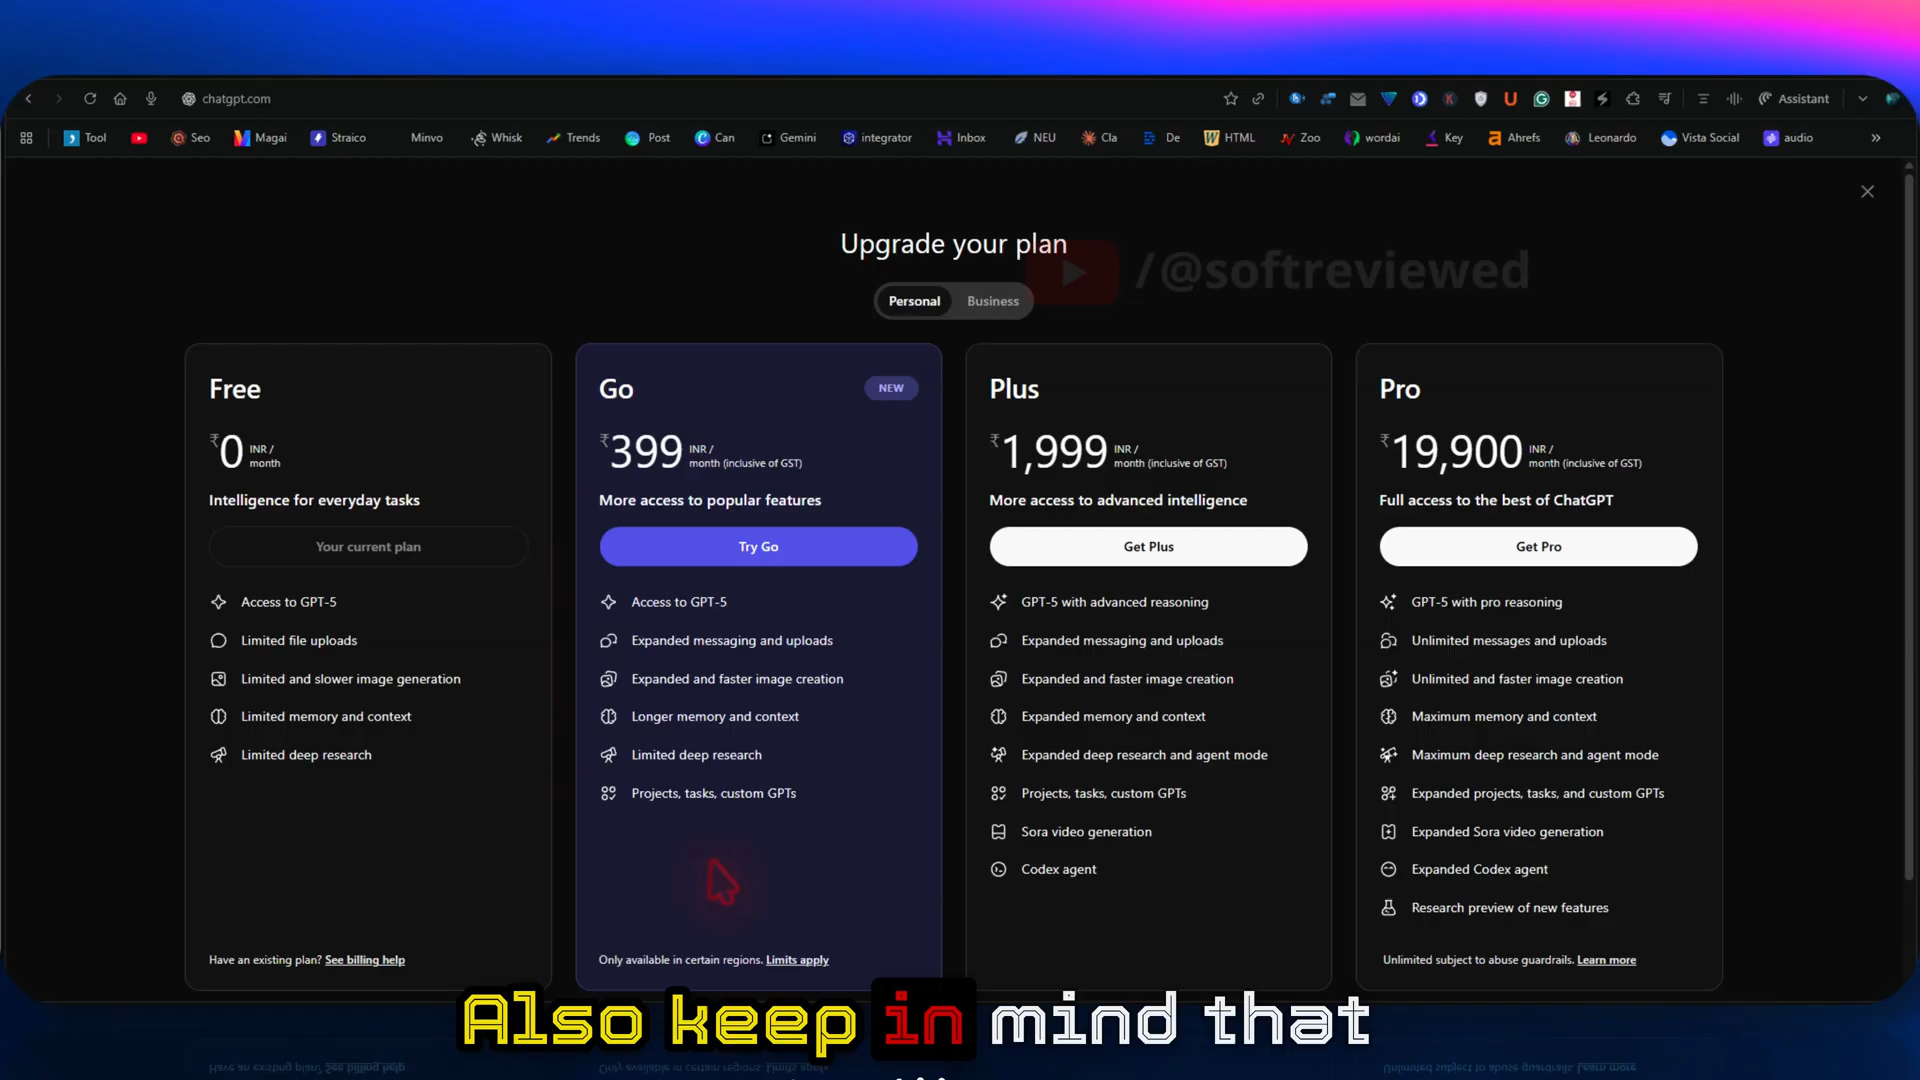 chatgpt.com
Assistant
Tool
Seo
Magai
Straico
Minvo
Whisk
Trends
Post
Can
Gemini
integrator
Inbox
NEU
Cla
De
HTML
Zoo
wordai
Key
Ahrefs
Leonardo
Vista Social
audio
Upgrade your plan
/@softreviewed
Personal
Business
Free
₹0 INR / month
Intelligence for everyday tasks
Your current plan
Access to GPT-5
Limited file uploads
Limited and slower image generation
Limited memory and context
Limited deep research
Have an existing plan? See billing help
Go
NEW
₹399 INR / month (inclusive of GST)
More access to popular features
Try Go
Access to GPT-5
Expanded messaging and uploads
Expanded and faster image creation
Longer memory and context
Limited deep research
Projects, tasks, custom GPTs
Only available in certain regions. Limits apply
Plus
₹1,999 INR / month (inclusive of GST)
More access to advanced intelligence
Get Plus
GPT-5 with advanced reasoning
Expanded messaging and uploads
Expanded and faster image creation
Expanded memory and context
Expanded deep research and agent mode
Projects, tasks, custom GPTs
Sora video generation
Codex agent
Pro
₹19,900 INR / month (inclusive of GST)
Full access to the best of ChatGPT
Get Pro
GPT-5 with pro reasoning
Unlimited messages and uploads
Unlimited and faster image creation
Maximum memory and context
Maximum deep research and agent mode
Expanded projects, tasks, and custom GPTs
Expanded Sora video generation
Expanded Codex agent
Research preview of new features
Unlimited subject to abuse guardrails. Learn more
Also keep in mind that